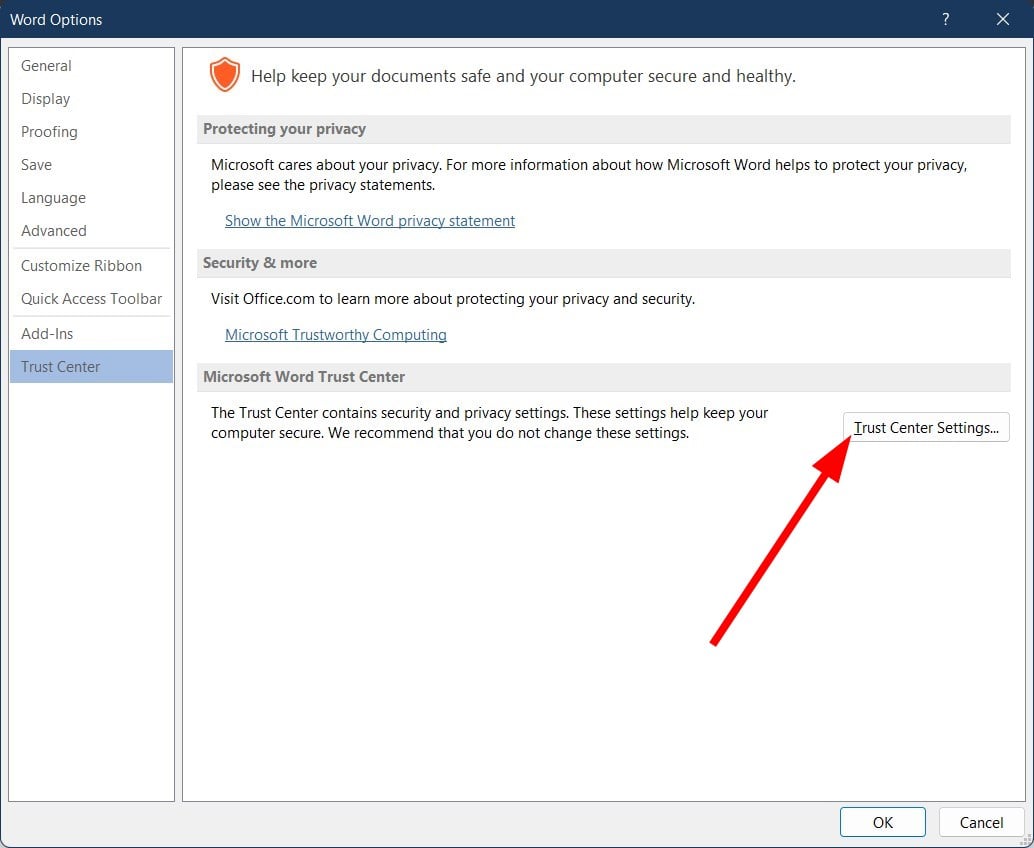 Word Options
?
General
Display
Proofing
Save
Language
Advanced
Customize Ribbon
Quick Access Toolbar
Add-Ins
Trust Center
Help keep your documents safe and your computer secure and healthy.
Protecting your privacy
Microsoft cares about your privacy. For more information about how Microsoft Word helps to protect your privacy,
please see the privacy statements.
Show the Microsoft Word privacy statement
Security & more
Visit Office.com to learn more about protecting your privacy and security.
Microsoft Trustworthy Computing
Microsoft Word Trust Center
The Trust Center contains security and privacy settings. These settings help keep your
computer secure. We recommend that you do not change these settings.
Trust Center Settings...
OK
Cancel